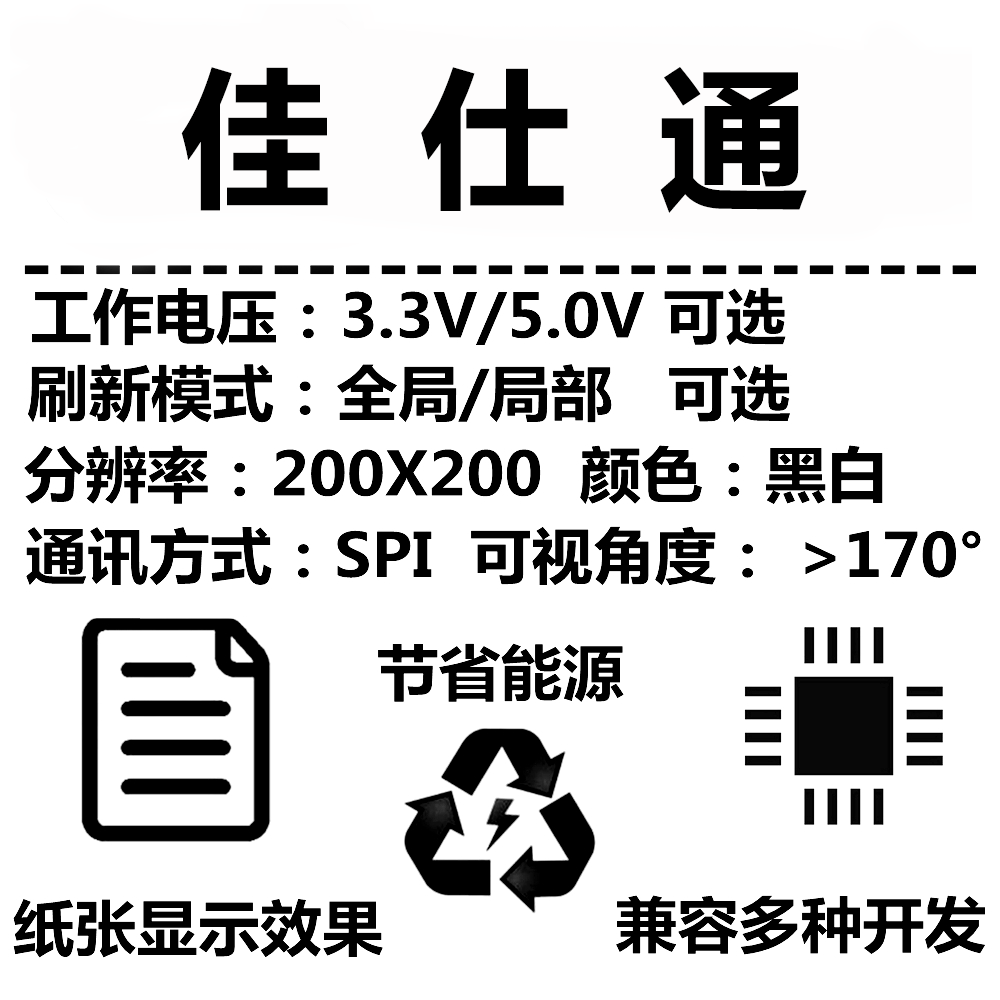 佳仕通
工作电压：3.3V/5.0V 可选
刷新模式：全局/局部 可选
分辨率：200X200 颜色：黑白
通讯方式：SPI 可视角度：>170°
节省能源
纸张显示效果
兼容多种开发